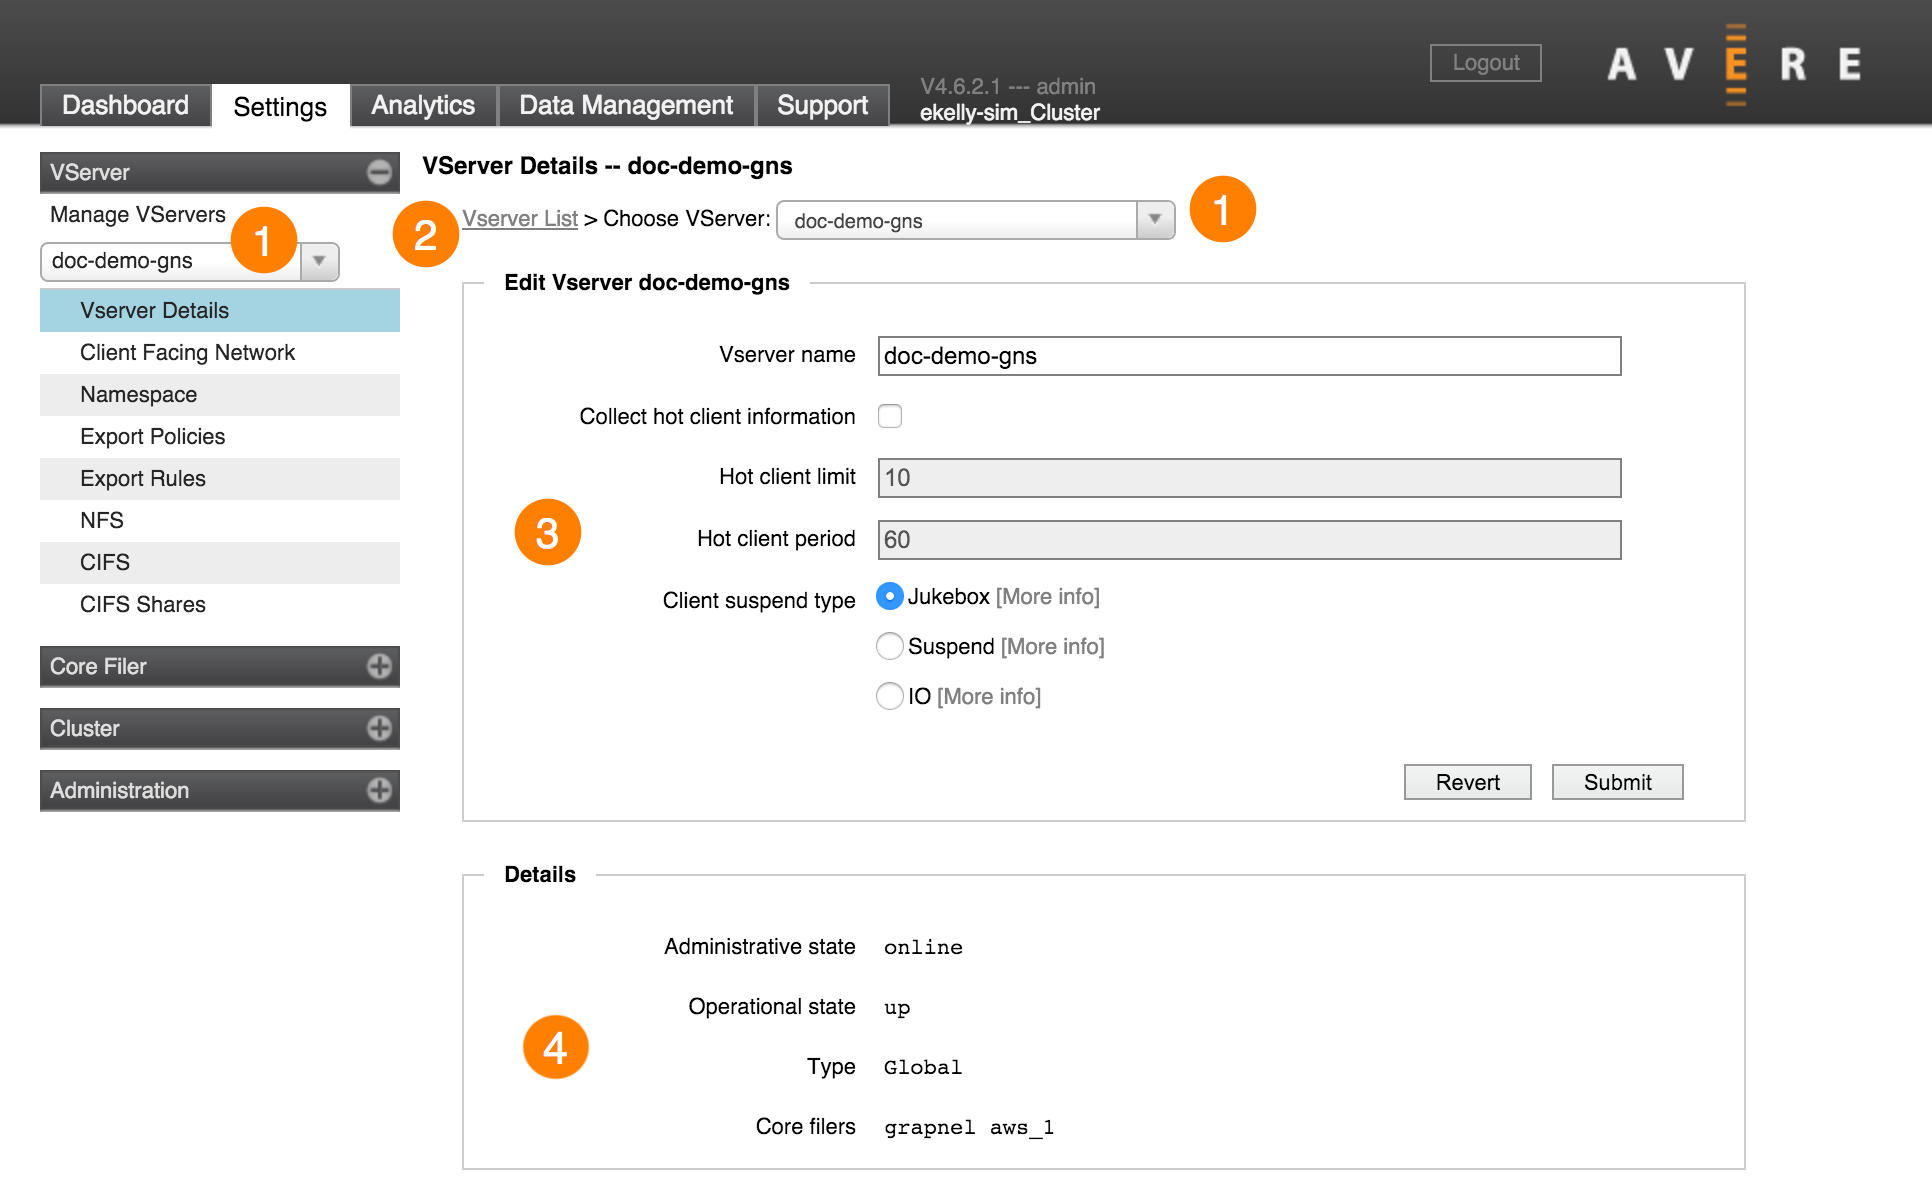 Logout
AVERE
V4.6.2.1 --- admin
Dashboard Settings Analytics Data Management Support ekelly-sim_Cluster
VServer
Manage VServers
1
doc-demo-gns
Vserver Details
Client Facing Network
Namespace
Export Policies
Export Rules
NFS
CIFS
CIFS Shares
Core Filer
Cluster
Administration
VServer Details -- doc-demo-gns
2 Vserver List > Choose VServer: doc-demo-gns 1
Edit Vserver doc-demo-gns
Vserver name doc-demo-gns
Collect hot client information
Hot client limit 10
3
Hot client period 60
Client suspend type Jukebox [More info]
Suspend [More info]
IO [More info]
Revert Submit
Details
Administrative state online
Operational state up
4
Type Global
Core filers grapnel aws_1